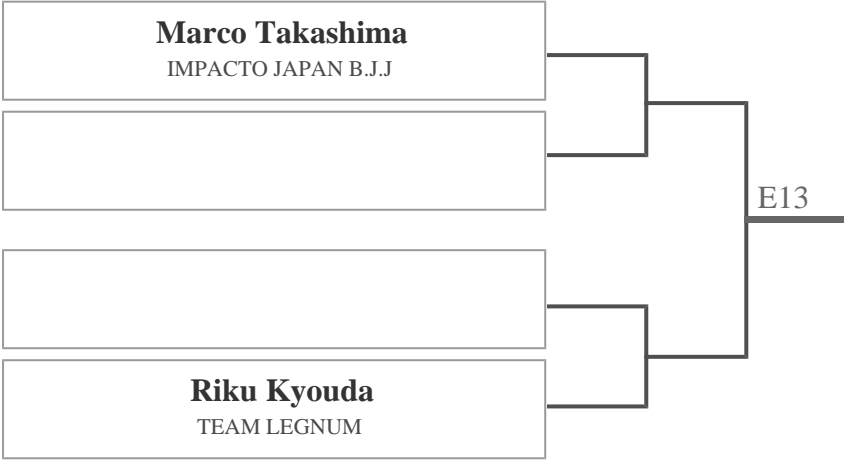 Marco Takashima
IMPACTO JAPAN B.J.J
E13
Riku Kyouda
TEAM LEGNUM